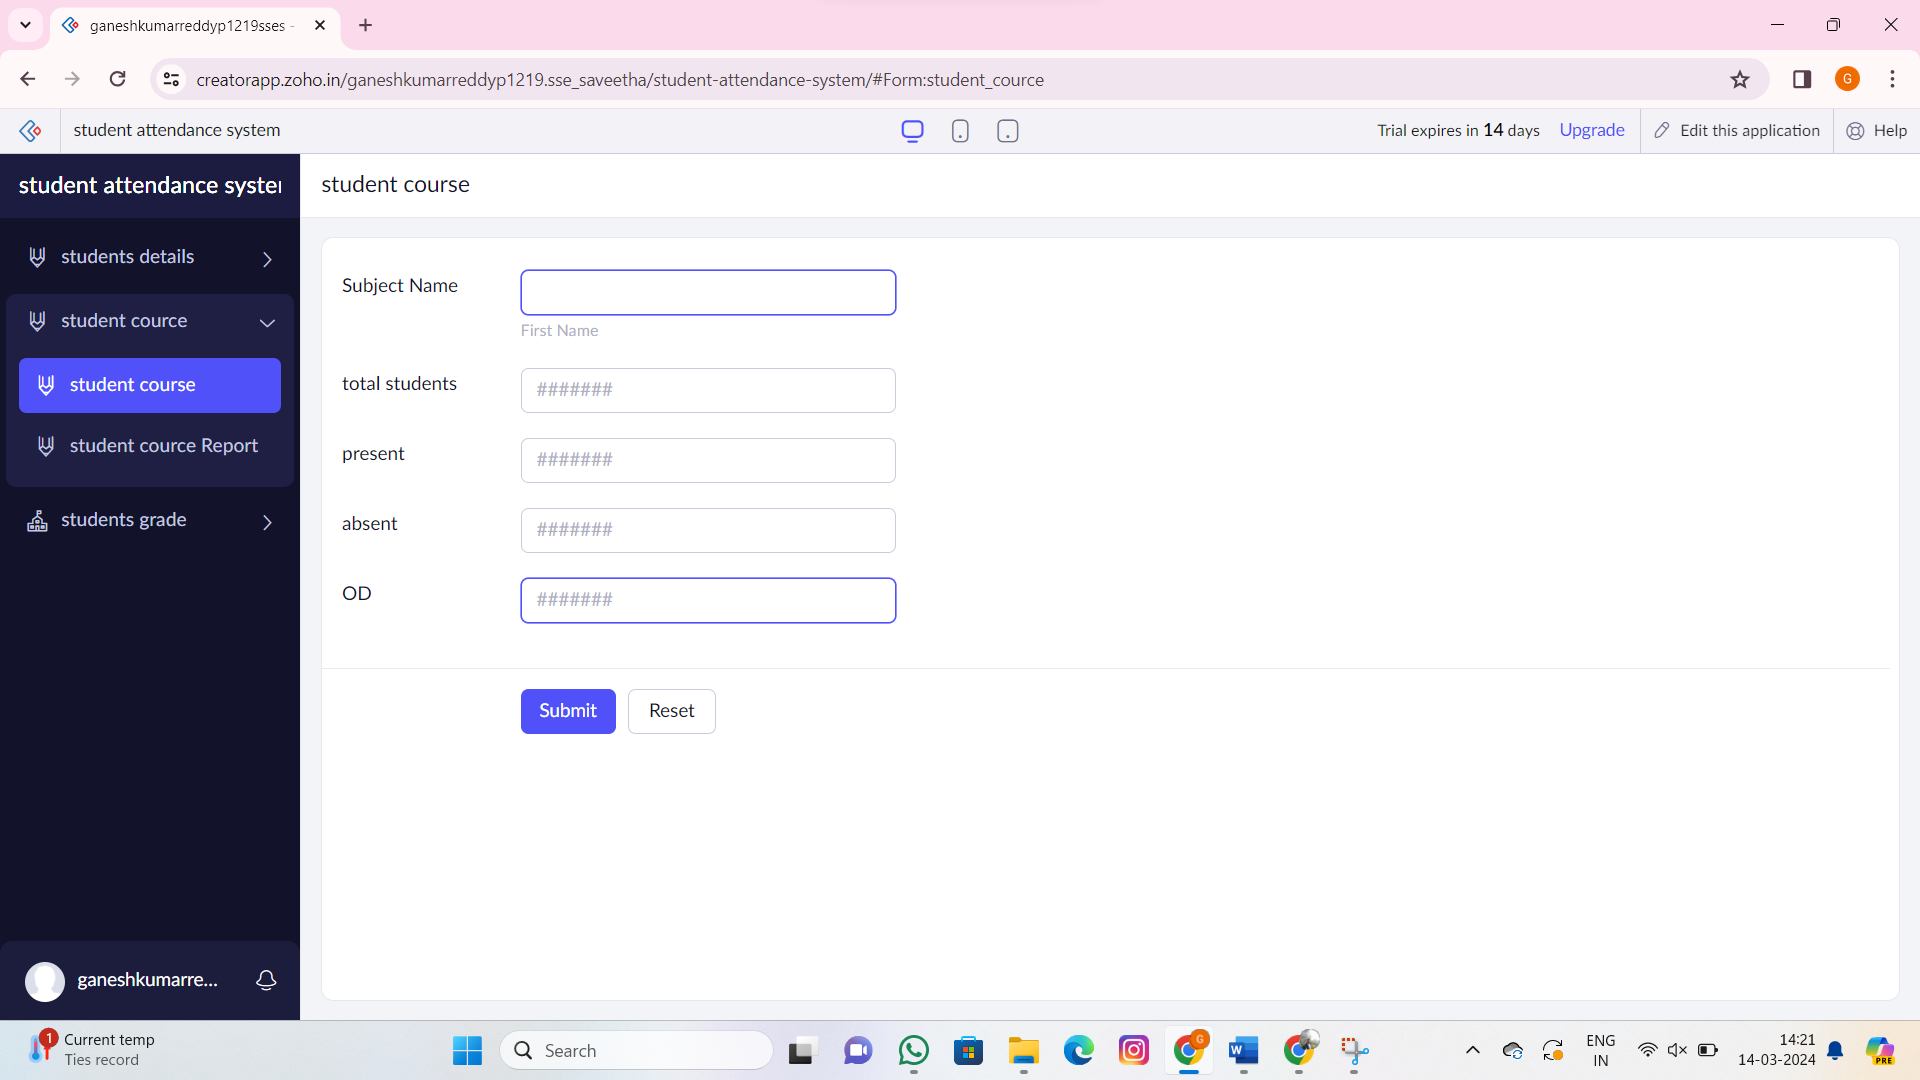 ganeshkumarreddyp1219sses -
creatorapp.zoho.in/ganeshkumarreddyp1219.sse_saveetha/student-attendance-system/#Form:student_cource
G
student attendance system
Trial expires in 14 days
Upgrade
Edit this application
Help
student attendance system
student course
students details
student cource
student course
student cource Report
students grade
Subject Name
First Name
total students
#######
present
#######
absent
#######
OD
#######
Submit
Reset
ganeshkumarre...
1
Current temp
Ties record
Search
G
W
ENG
IN
14:21
14-03-2024
PRE